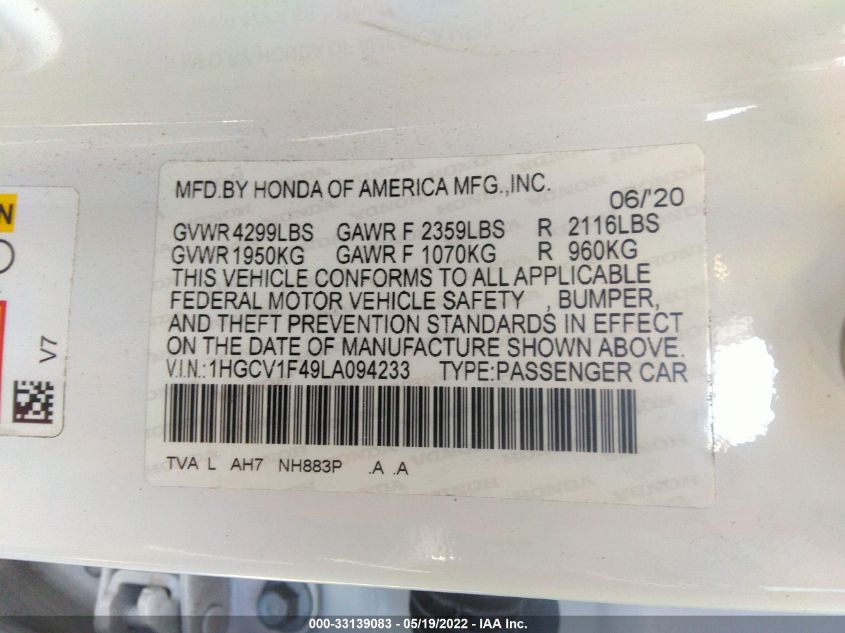 MFD.BY HONDA OF AMERICA MFG.,INC.
06/'20
GVWR 4299LBS GAWR F 2359LBS R 2116LBS
GVWR 1950KG GAWR F 1070KG R 960KG
THIS VEHICLE CONFORMS TO ALL APPLICABLE
FEDERAL MOTOR VEHICLE SAFETY , BUMPER,
AND THEFT PREVENTION STANDARDS IN EFFECT
ON THE DATE OF MANUFACTURE SHOWN ABOVE.
V.I.N.:1HGCV1F49LA094233 TYPE:PASSENGER CAR
TVA L AH7 NH883P .A .A
V7
000-33139083 - 05/19/2022 - IAA Inc.